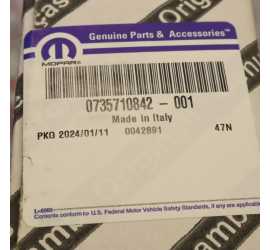 Genuine Parts & Accessories™
MOPAR®
0735710842 - 001
Made in Italy
PKG 2024/01/11 0042891 47N
Contents conform to U.S. Federal Motor Vehicle Safety Standards, if any are applicable